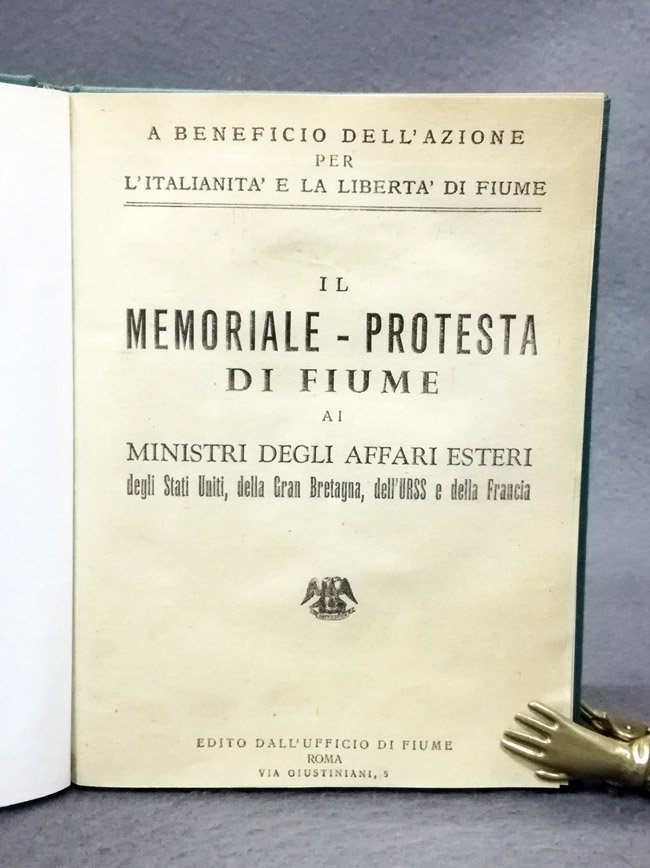 A BENEFICIO DELL'AZIONE
PER
L'ITALIANITA' E LA LIBERTA' DI FIUME
IL
MEMORIALE - PROTESTA
DI FIUME
AI
MINISTRI DEGLI AFFARI ESTERI
degli Stati Uniti, della Gran Bretagna, dell'URSS e della Francia
EDITO DALL'UFFICIO DI FIUME
ROMA
VIA GIUSTINIANI, 5